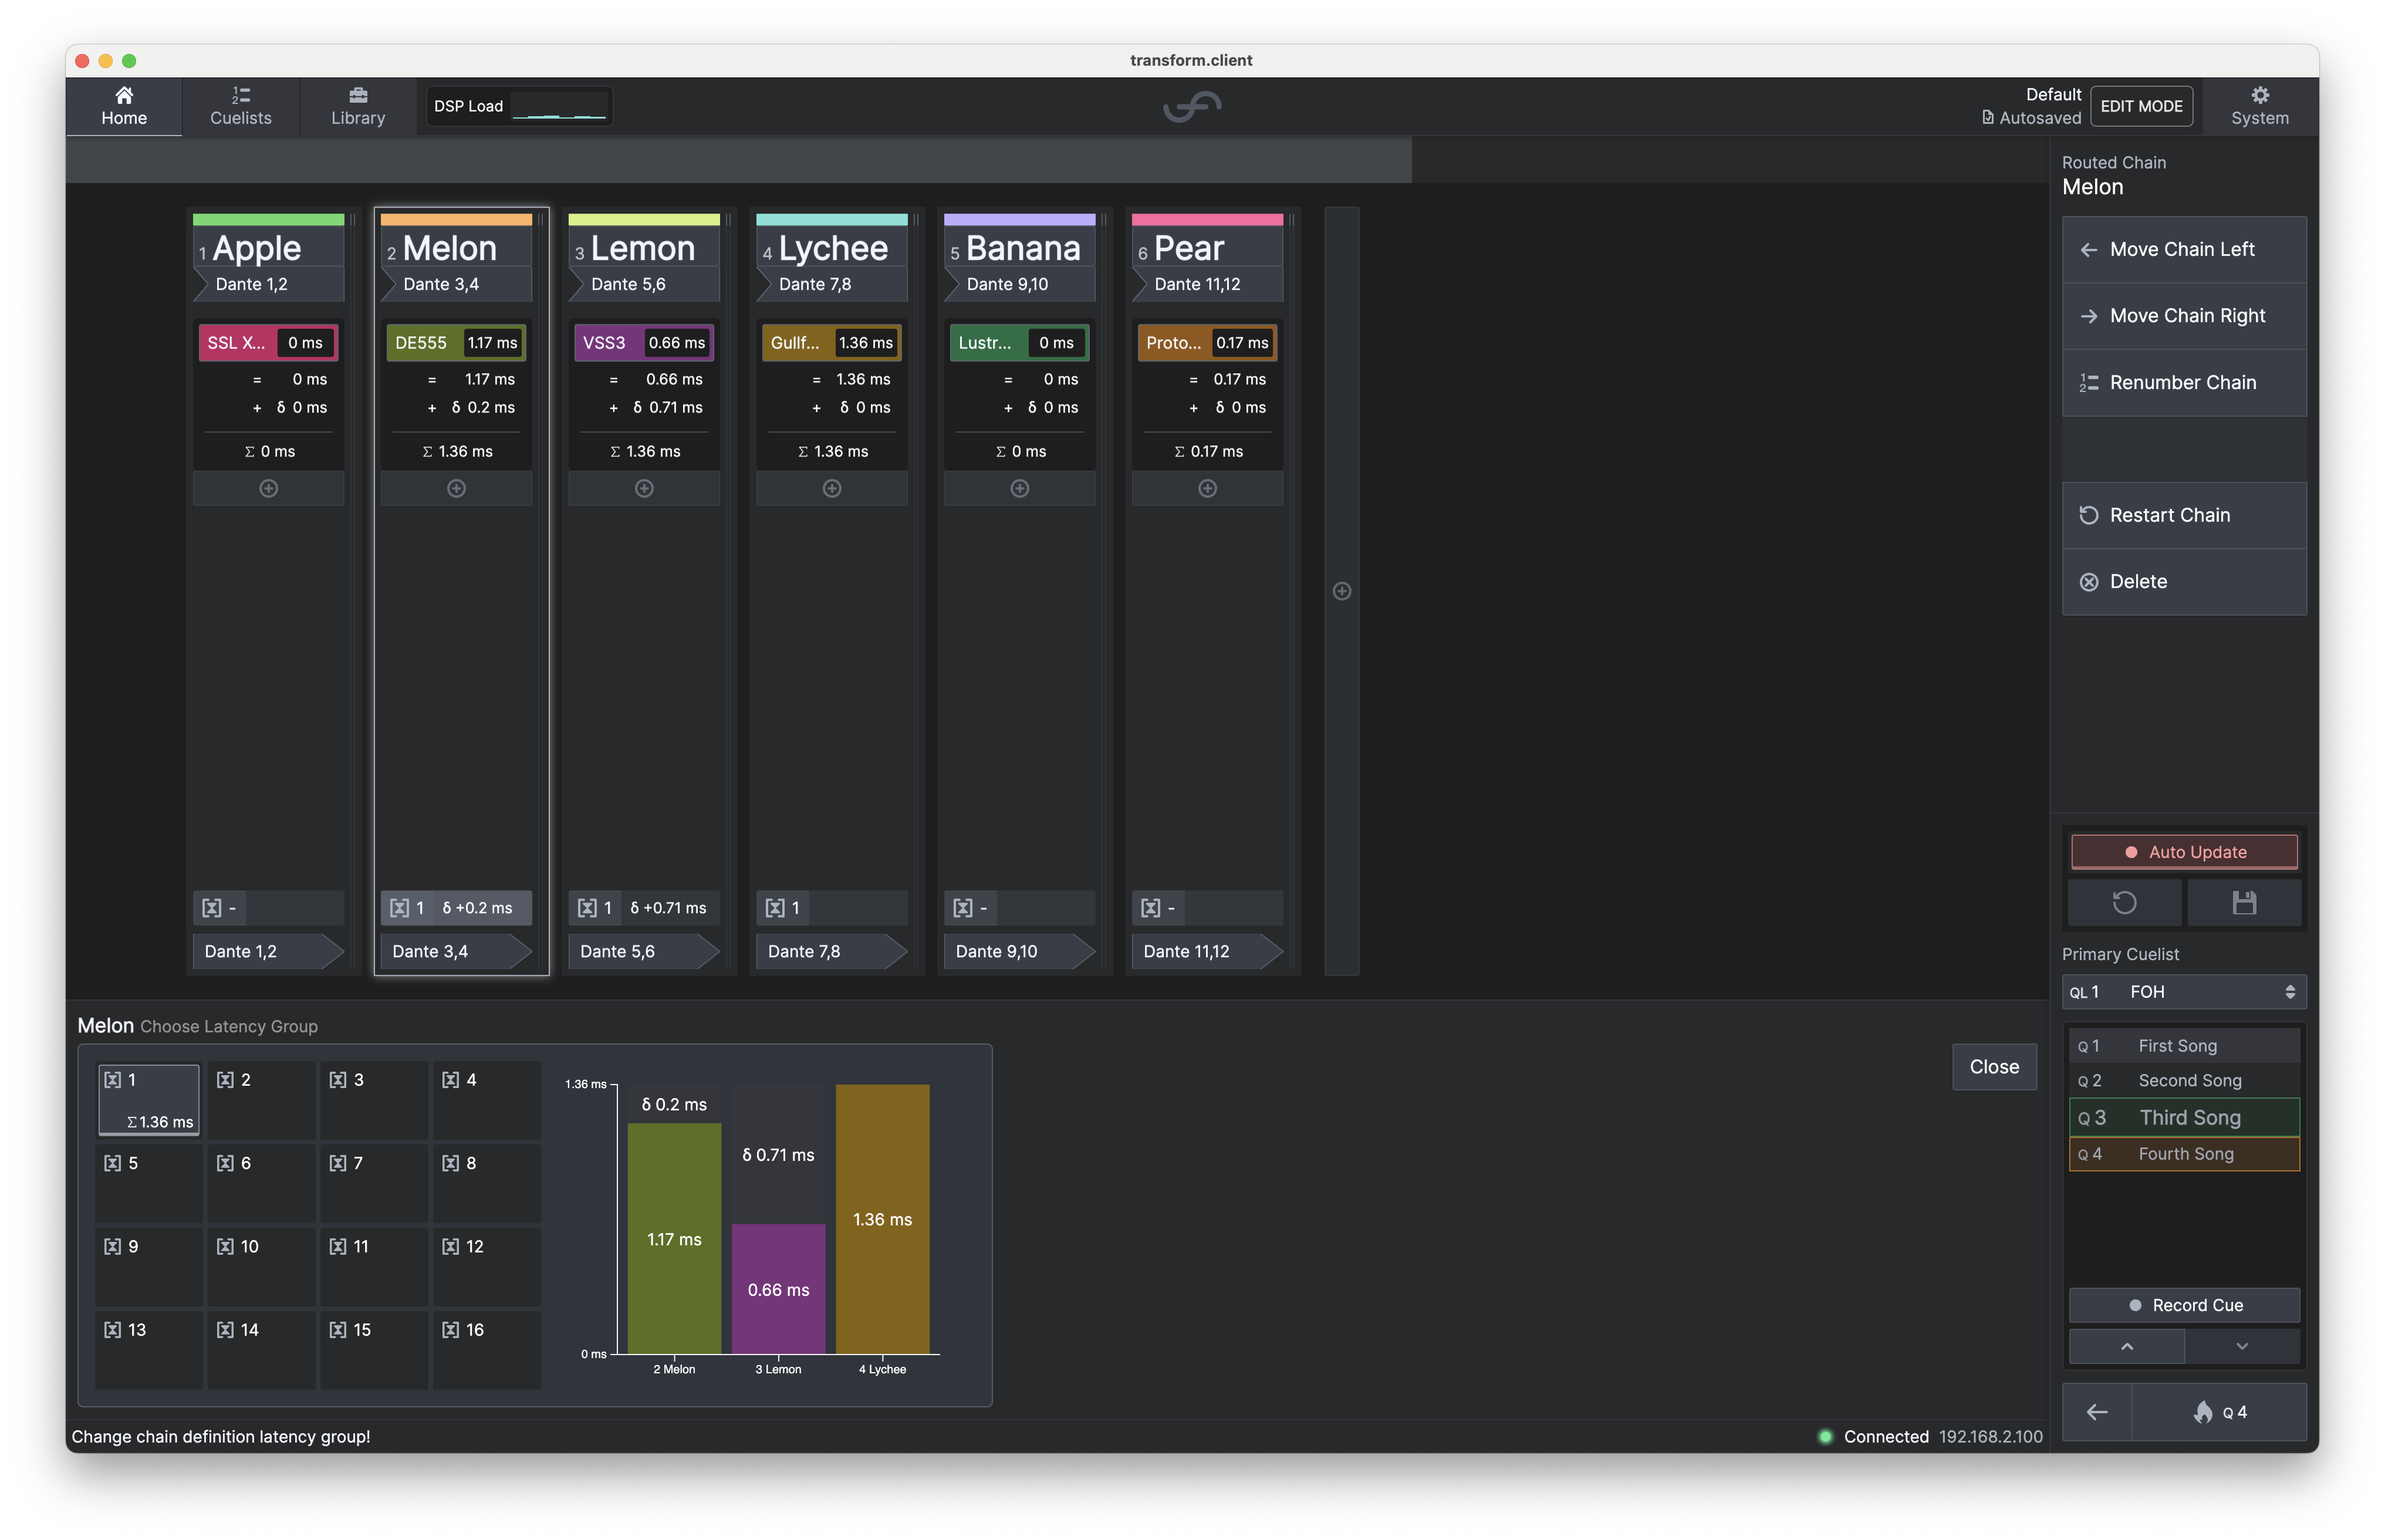 transform.client
Home
Cuelists
Library
DSP Load
Default
Autosaved
EDIT MODE
System
1 Apple
Dante 1,2
SSL X... 0 ms
= 0 ms
+ δ 0 ms
Σ 0 ms
[x] -
Dante 1,2
2 Melon
Dante 3,4
DE555 1.17 ms
= 1.17 ms
+ δ 0.2 ms
Σ 1.36 ms
1 δ +0.2 ms
Dante 3,4
3 Lemon
Dante 5,6
VSS3 0.66 ms
= 0.66 ms
+ δ 0.71 ms
Σ 1.36 ms
1 δ +0.71 ms
Dante 5,6
4 Lychee
Dante 7,8
Gullf... 1.36 ms
= 1.36 ms
+ δ 0 ms
Σ 1.36 ms
1
Dante 7,8
5 Banana
Dante 9,10
Lustr... 0 ms
= 0 ms
+ δ 0 ms
Σ 0 ms
-
Dante 9,10
6 Pear
Dante 11,12
Proto... 0.17 ms
= 0.17 ms
+ δ 0 ms
Σ 0.17 ms
-
Dante 11,12
Routed Chain
Melon
Move Chain Left
Move Chain Right
Renumber Chain
Restart Chain
Delete
Auto Update
Primary Cuelist
QL 1 FOH
Q 1 First Song
Q 2 Second Song
Q 3 Third Song
Q 4 Fourth Song
Record Cue
Q 4
Melon Choose Latency Group
Close
1
Σ 1.36 ms
2
3
4
5
6
7
8
9
10
11
12
13
14
15
16
1.36 ms
0 ms
δ 0.2 ms
1.17 ms
2 Melon
δ 0.71 ms
0.66 ms
3 Lemon
1.36 ms
4 Lychee
Change chain definition latency group!
Connected 192.168.2.100